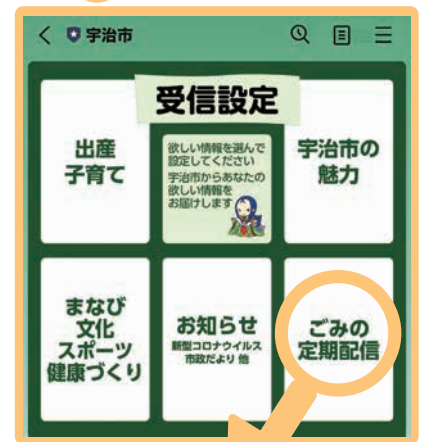 宇治市
受信設定
出産
子育て
欲しい情報を選んで
設定してください
宇治市からあなたの
欲しい情報を
お届けします
宇治市の
魅力
まなび
文化
スポーツ
健康づくり
お知らせ
新型コロナウイルス
市政だより 他
ごみの
定期配信